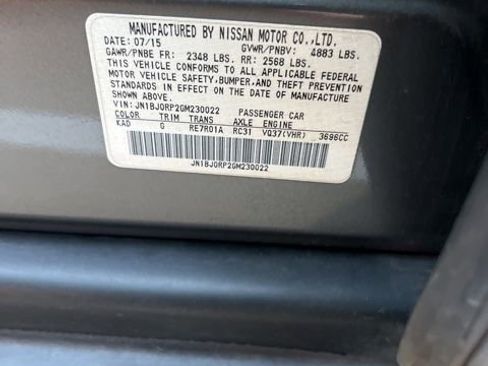 MANUFACTURED BY NISSAN MOTOR CO.,LTD.
DATE: 07/15 GVWR/PNBV: 4883 LBS.
GAWR/PNBE FR: 2348 LBS. RR: 2568 LBS.
THIS VEHICLE CONFORMS TO ALL APPLICABLE FEDERAL
MOTOR VEHICLE SAFETY,BUMPER,AND THEFT PREVENTION
STANDARDS IN EFFECT ON THE DATE OF MANUFACTURE
SHOWN ABOVE.
VIN: JN1BJ0RP2GM230022 PASSENGER CAR
COLOR TRIM TRANS AXLE ENGINE
KAD G RE7R01A RC31 VQ37(VHR) 3696CC
JN1BJ0RP2GM230022